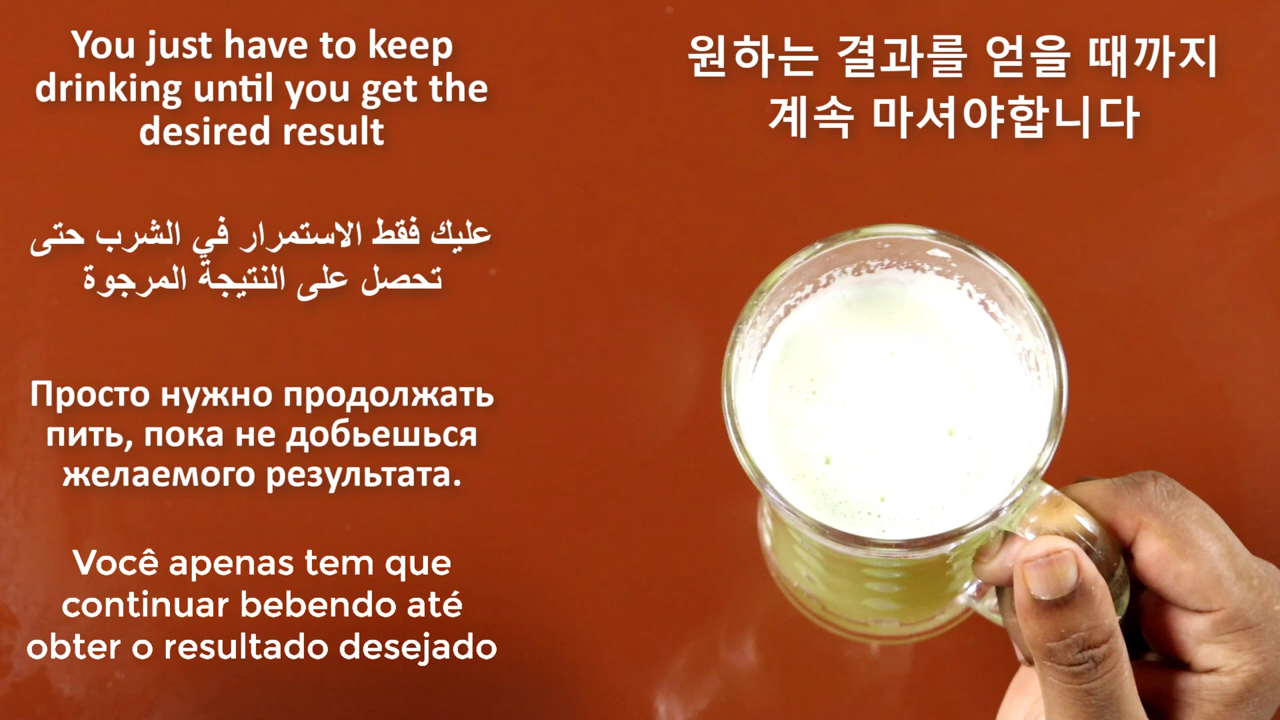 You just have to keep
drinking until you get the
desired result
عليك فقط الاستمرار في الشرب حتى
تحصل على النتيجة المرجوة
Просто нужно продолжать
пить, пока не добьешься
желаемого результата.
Você apenas tem que
continuar bebendo até
obter o resultado desejado
원하는 결과를 얻을 때까지
계속 마셔야합니다